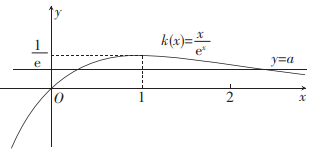 y
1/e
k(x)=x/e^x
y=a
O 1 2 x